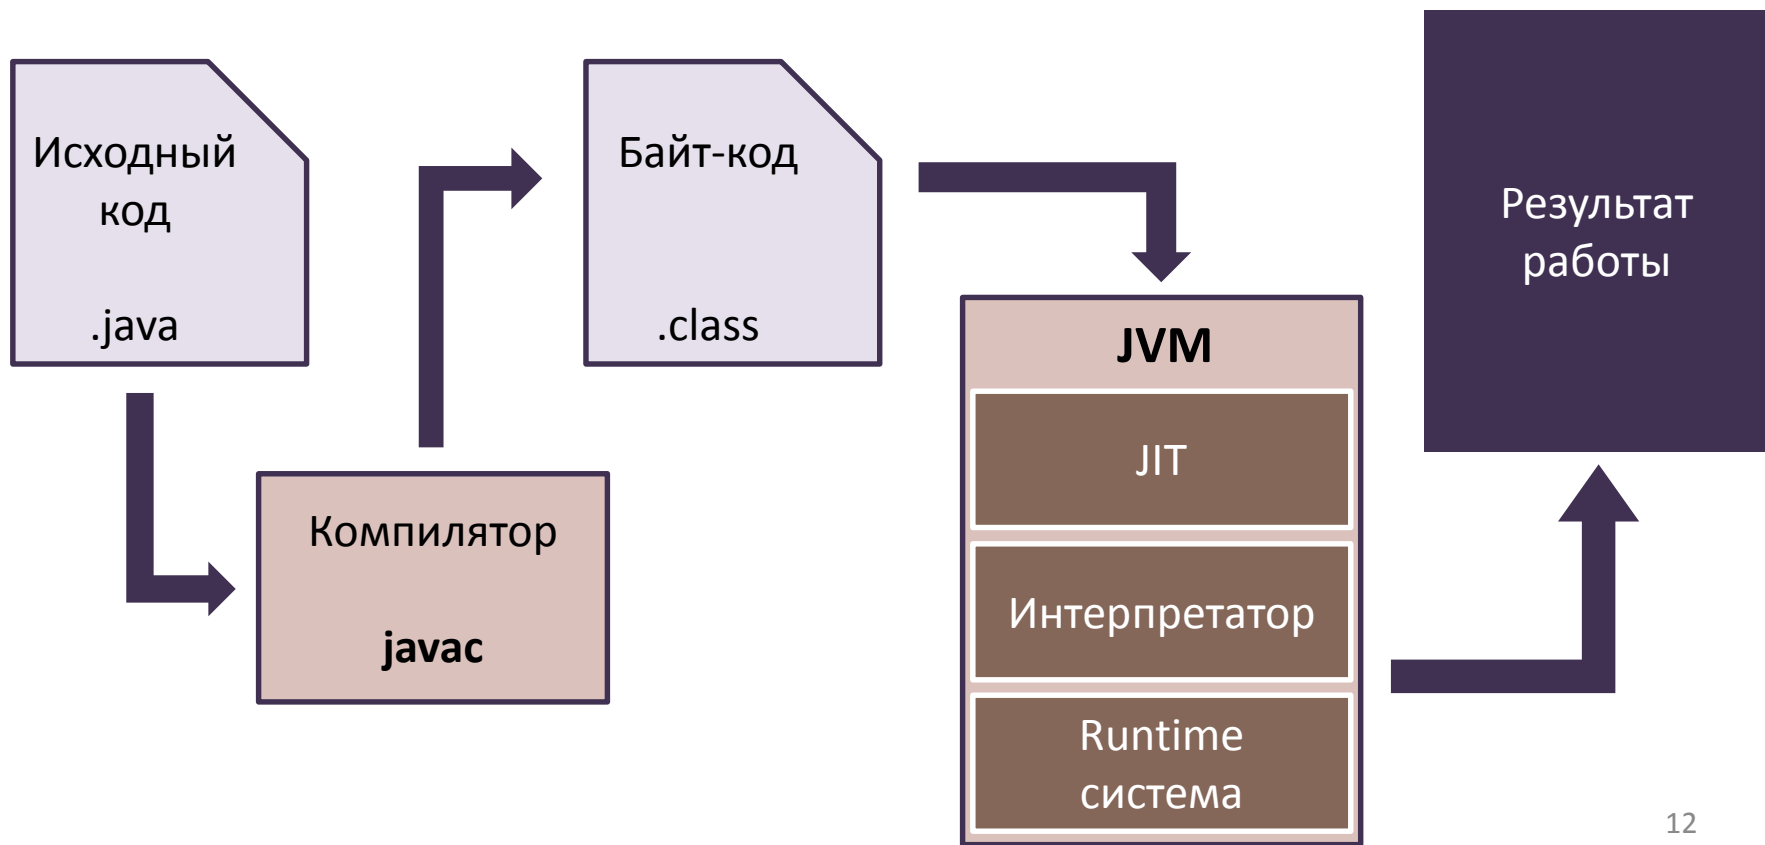 Исходный
код
.java
Компилятор
javac
Байт-код
.class
JVM
JIT
Интерпретатор
Runtime
система
Результат
работы
12